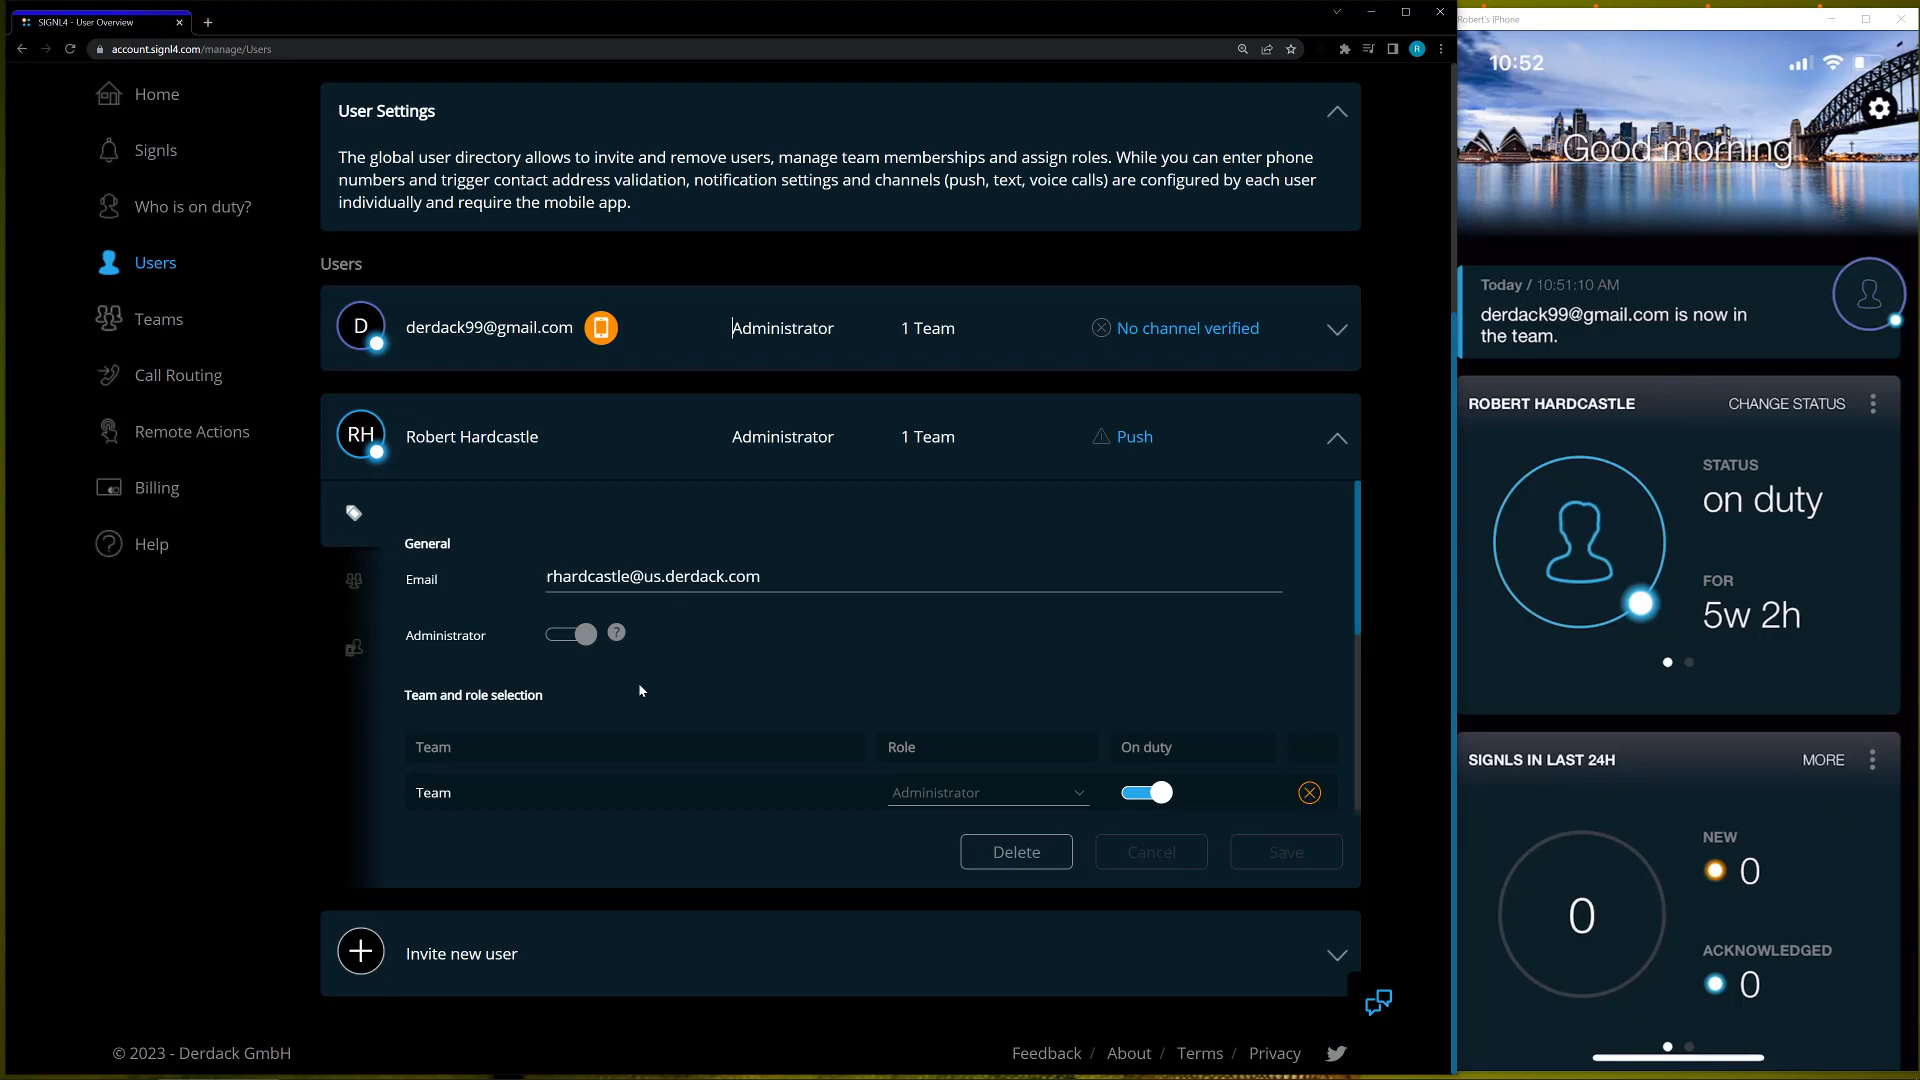 SIGNL4 - User Overview
account.signl4.com/manage/Users
R
Home
Signls
Who is on duty?
Users
Teams
Call Routing
Remote Actions
Billing
Help
User Settings
The global user directory allows to invite and remove users, manage team memberships and assign roles. While you can enter phone
numbers and trigger contact address validation, notification settings and channels (push, text, voice calls) are configured by each user
individually and require the mobile app.
Users
D derdack99@gmail.com Administrator 1 Team No channel verified
RH Robert Hardcastle Administrator 1 Team Push
General
Email rhardcastle@us.derdack.com
Administrator ?
Team and role selection
Team Role On duty
Team Administrator
Delete Cancel Save
Invite new user
© 2023 - Derdack GmbH
Feedback / About / Terms / Privacy
Robert's iPhone
10:52
Good morning
Today / 10:51:10 AM
derdack99@gmail.com is now in
the team.
ROBERT HARDCASTLE CHANGE STATUS
STATUS
on duty
FOR
5w 2h
SIGNLS IN LAST 24H MORE
0
NEW
0
ACKNOWLEDGED
0